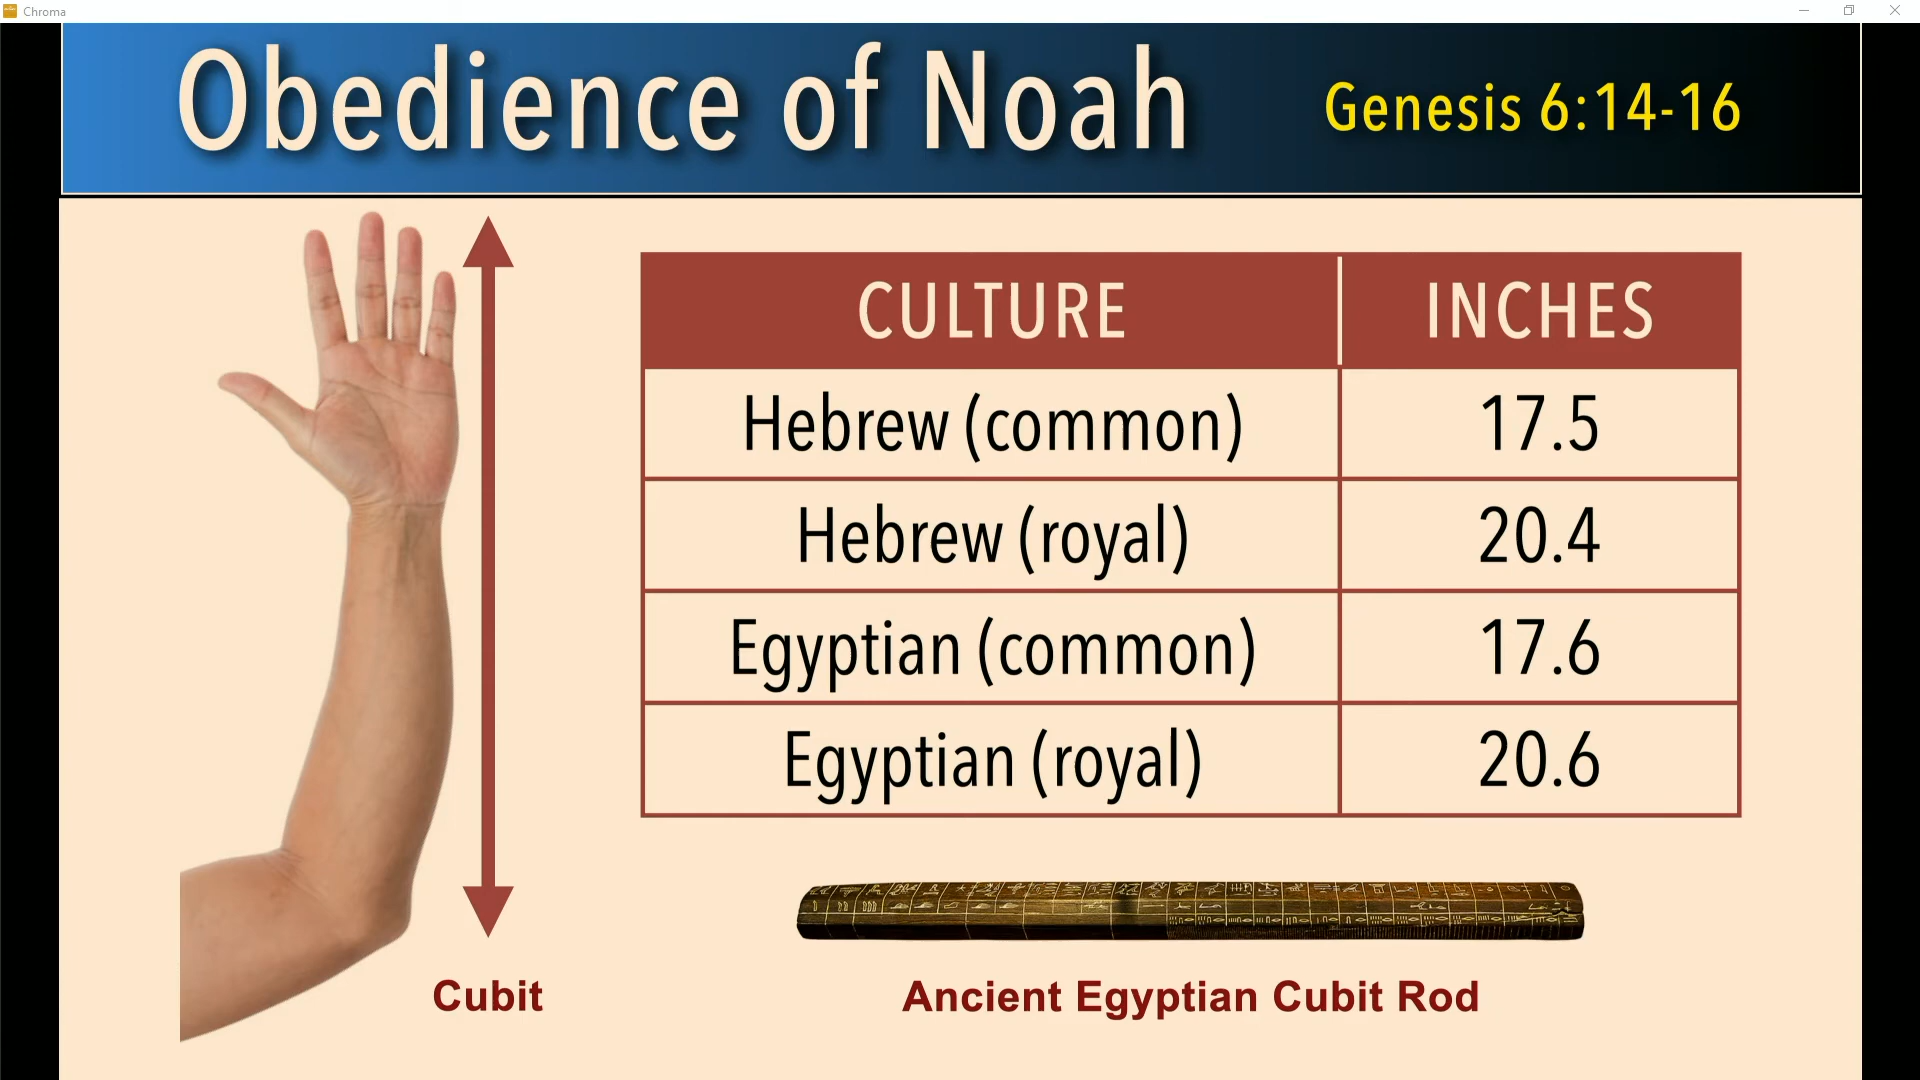 Chroma
Obedience of Noah
Genesis 6:14-16
CULTURE INCHES
Hebrew (common) 17.5
Hebrew (royal) 20.4
Egyptian (common) 17.6
Egyptian (royal) 20.6
Cubit
Ancient Egyptian Cubit Rod